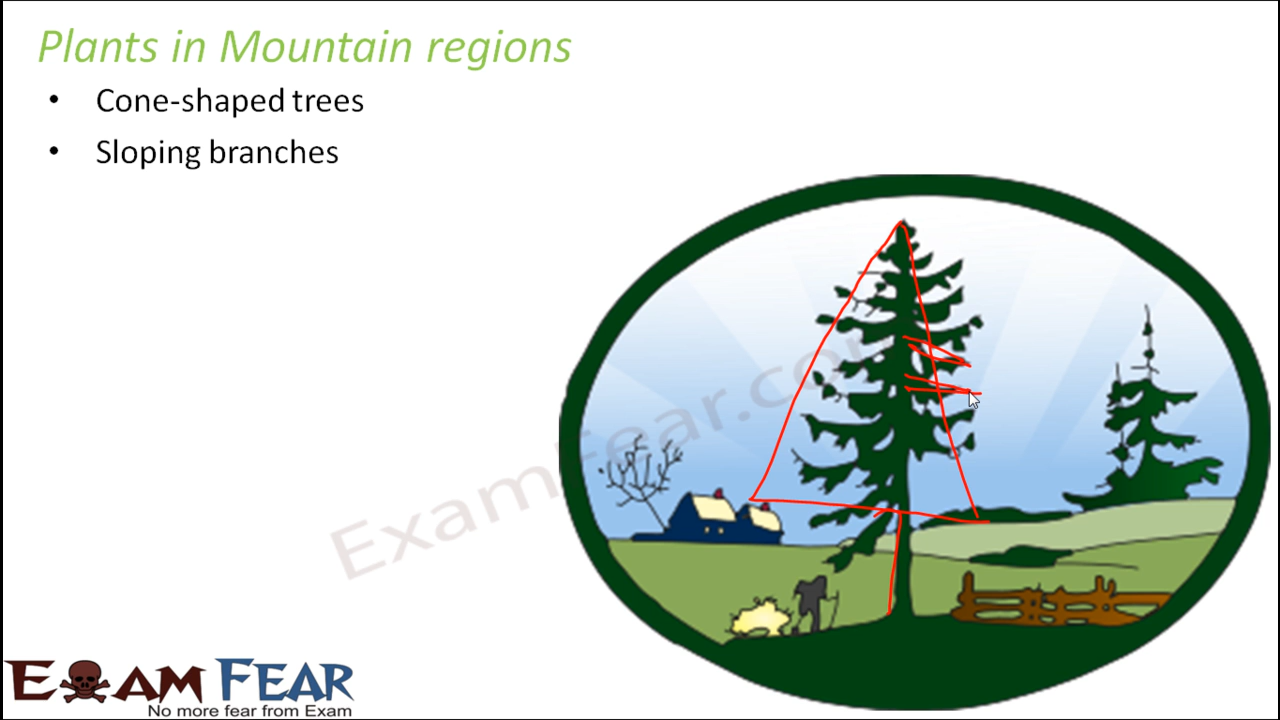 Plants in Mountain regions
• Cone-shaped trees
• Sloping branches
ExamFear.com
EXAM FEAR
No more fear from Exam